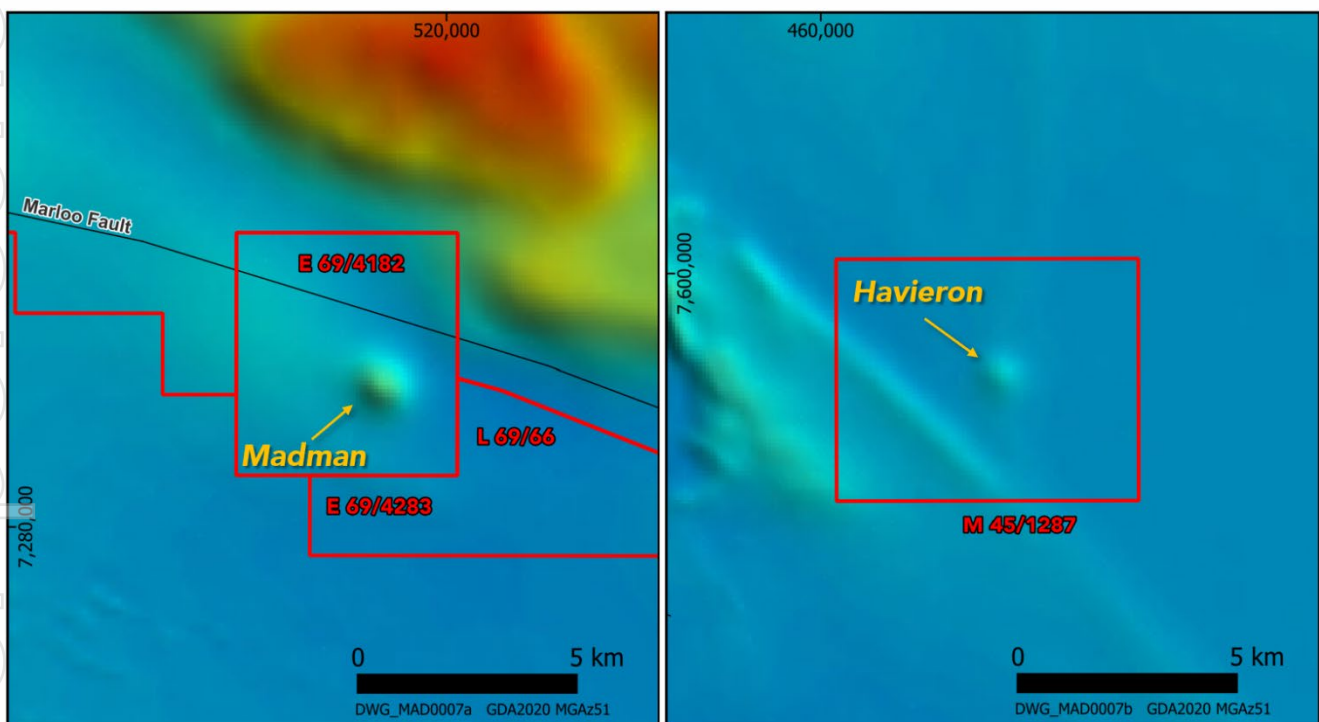 520,000
Marloo Fault
E 69/4182
Madman
L 69/66
E 69/4283
7,280,000
0 5 km
DWG_MAD0007a GDA2020 MGAz51
460,000
7,600,000
Havieron
M 45/1287
0 5 km
DWG_MAD0007b GDA2020 MGAz51